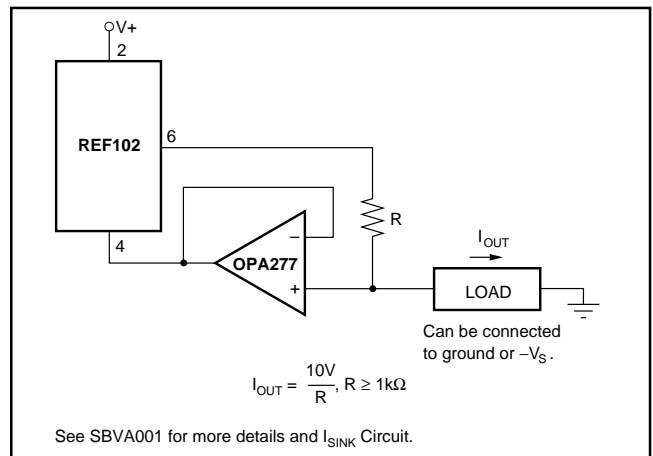 V+
2
REF102
6
R
4
–
OPA277
+
I_OUT
LOAD
Can be connected
to ground or –V_S.
I_OUT = 10V/R, R ≥ 1kΩ
See SBVA001 for more details and I_SINK Circuit.